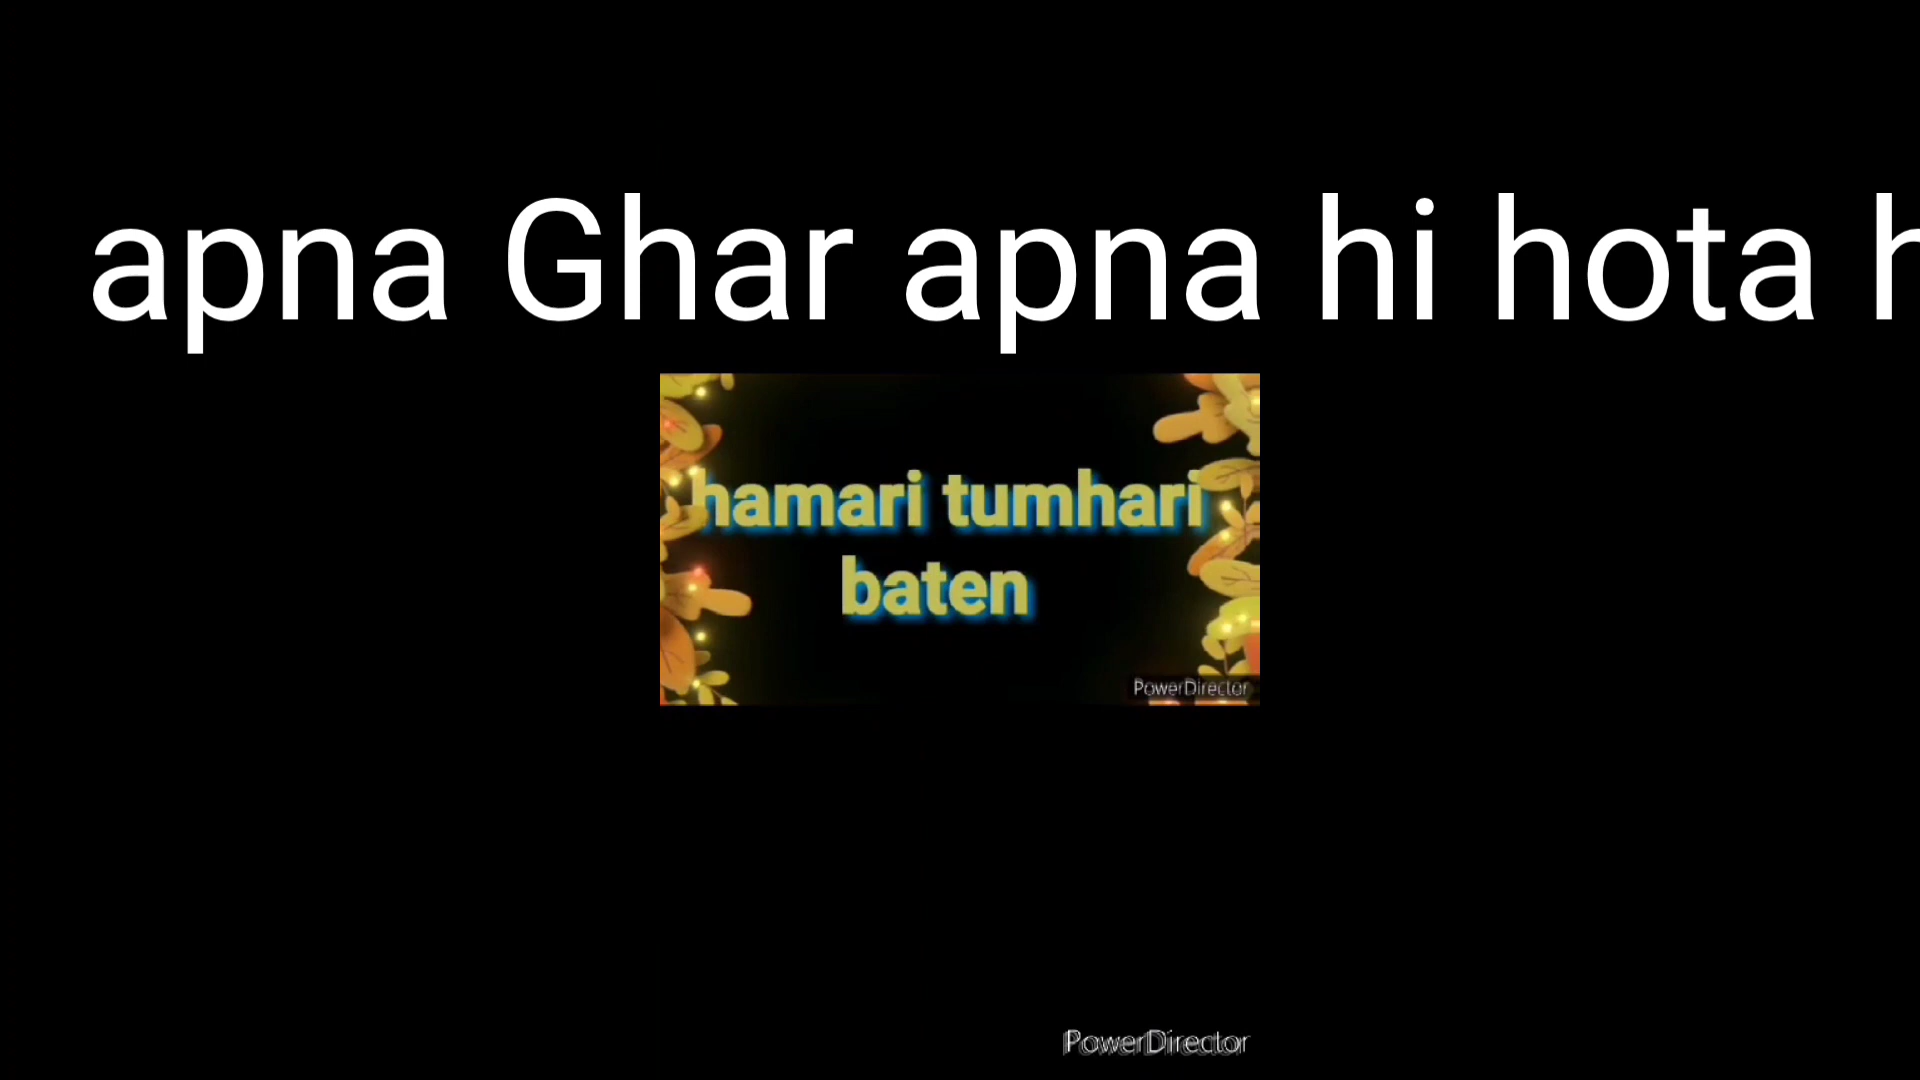 apna Ghar apna hi hota h
hamari tumhari
baten
PowerDirector
PowerDirector